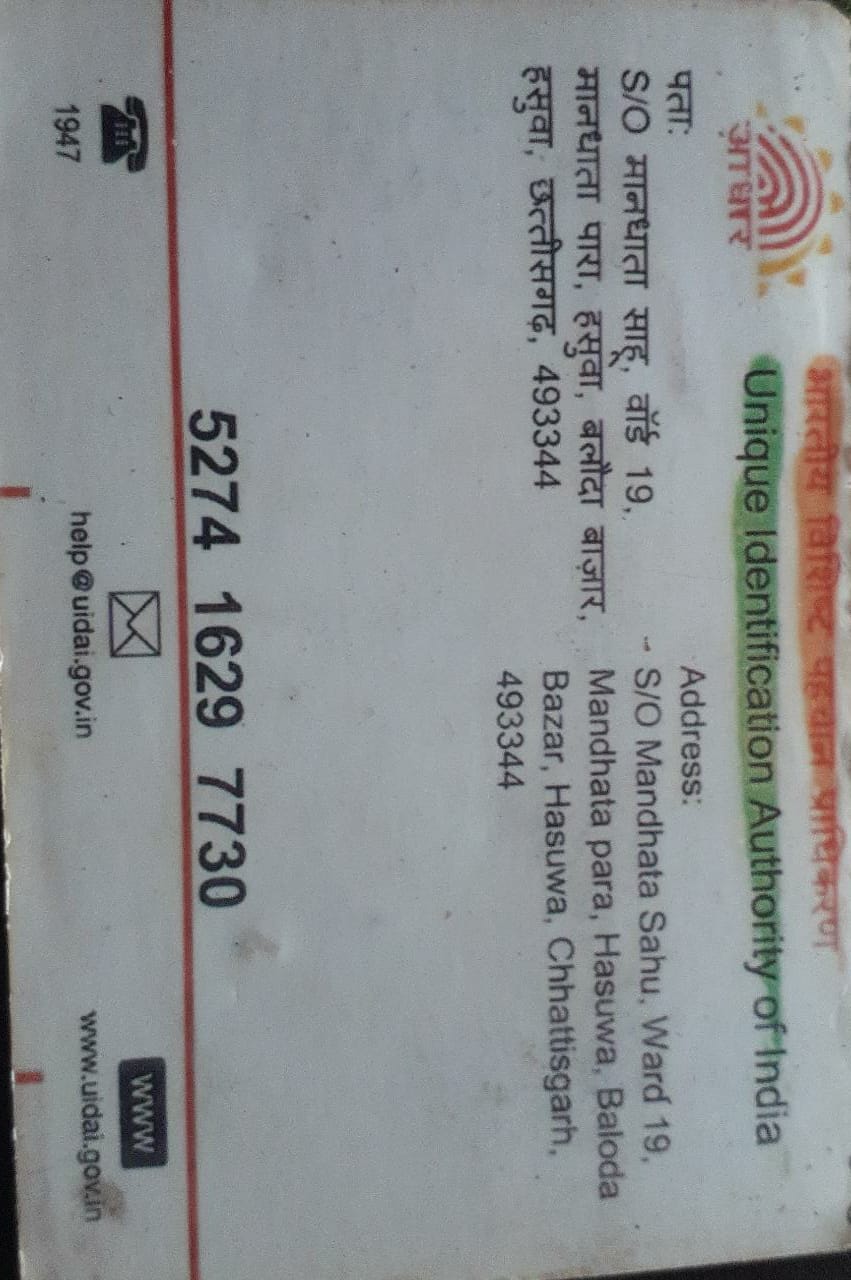 भारतीय विशिष्ट पहचान प्राधिकरण
Unique Identification Authority of India
आधार
पता:
S/O मानधाता साहू, वॉर्ड 19,
मानधाता पारा, हसुवा, बलौदा बाज़ार,
हसुवा, छत्तीसगढ़, 493344
Address:
S/O Mandhata Sahu, Ward 19,
Mandhata para, Hasuwa, Baloda
Bazar, Hasuwa, Chhattisgarh,
493344
5274 1629 7730
1947
help@uidai.gov.in
www
www.uidai.gov.in